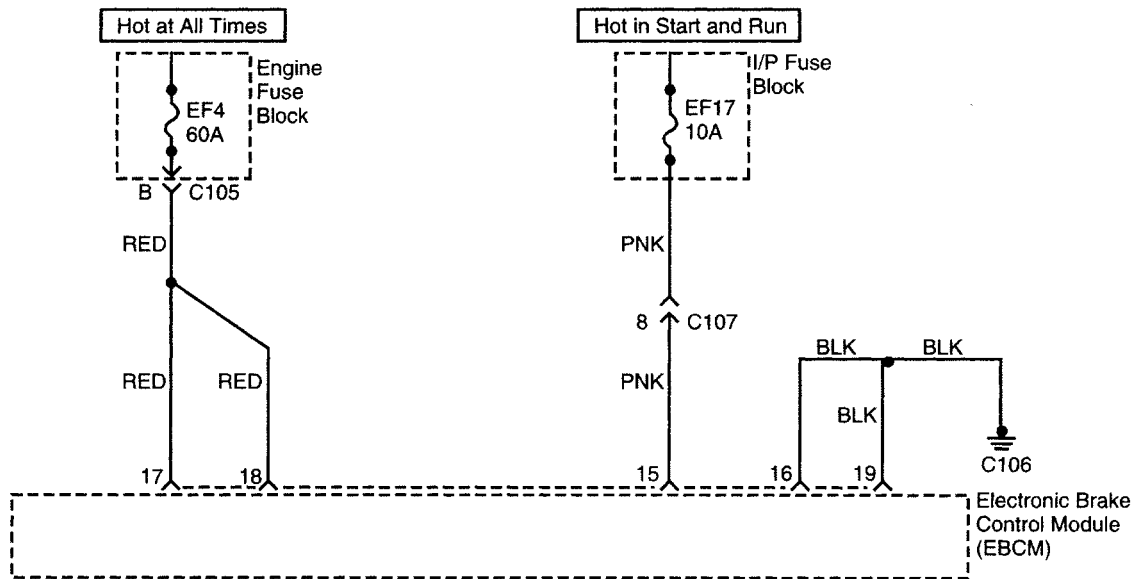 Hot at All Times
Hot in Start and Run
Engine
Fuse
Block
EF4
60A
I/P Fuse
Block
EF17
10A
B
C105
RED
PNK
8
C107
BLK
BLK
RED
RED
PNK
BLK
C106
17
18
15
16
19
Electronic Brake
Control Module
(EBCM)